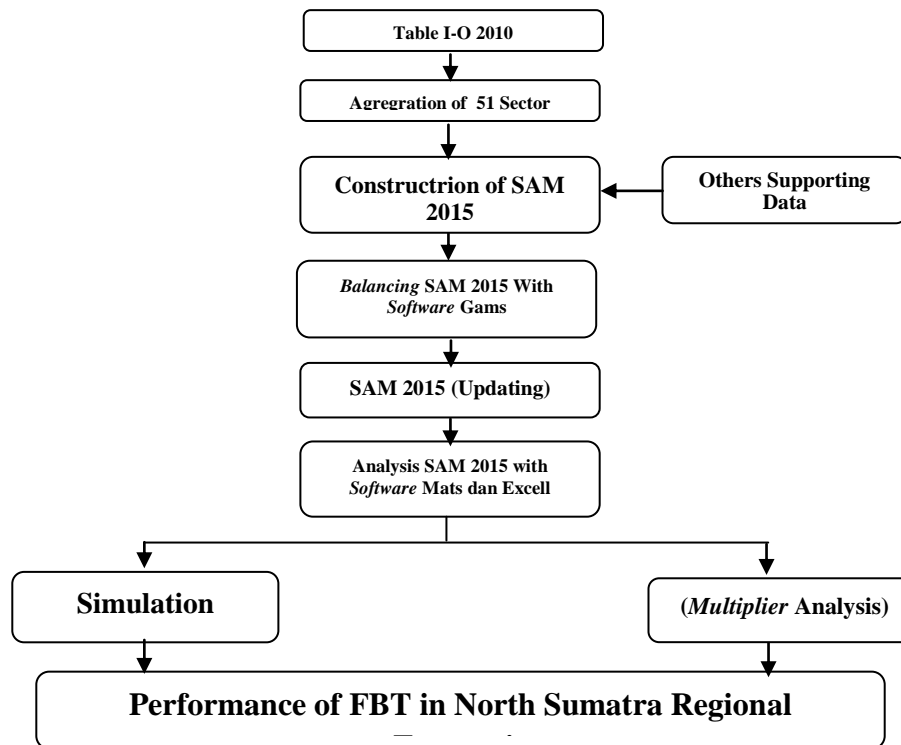 Table I-O 2010
Agregration of 51 Sector
Constructrion of SAM
2015
Others Supporting
Data
Balancing SAM 2015 With
Software Gams
SAM 2015 (Updating)
Analysis SAM 2015 with
Software Mats dan Excell
Simulation
(Multiplier Analysis)
Performance of FBT in North Sumatra Regional